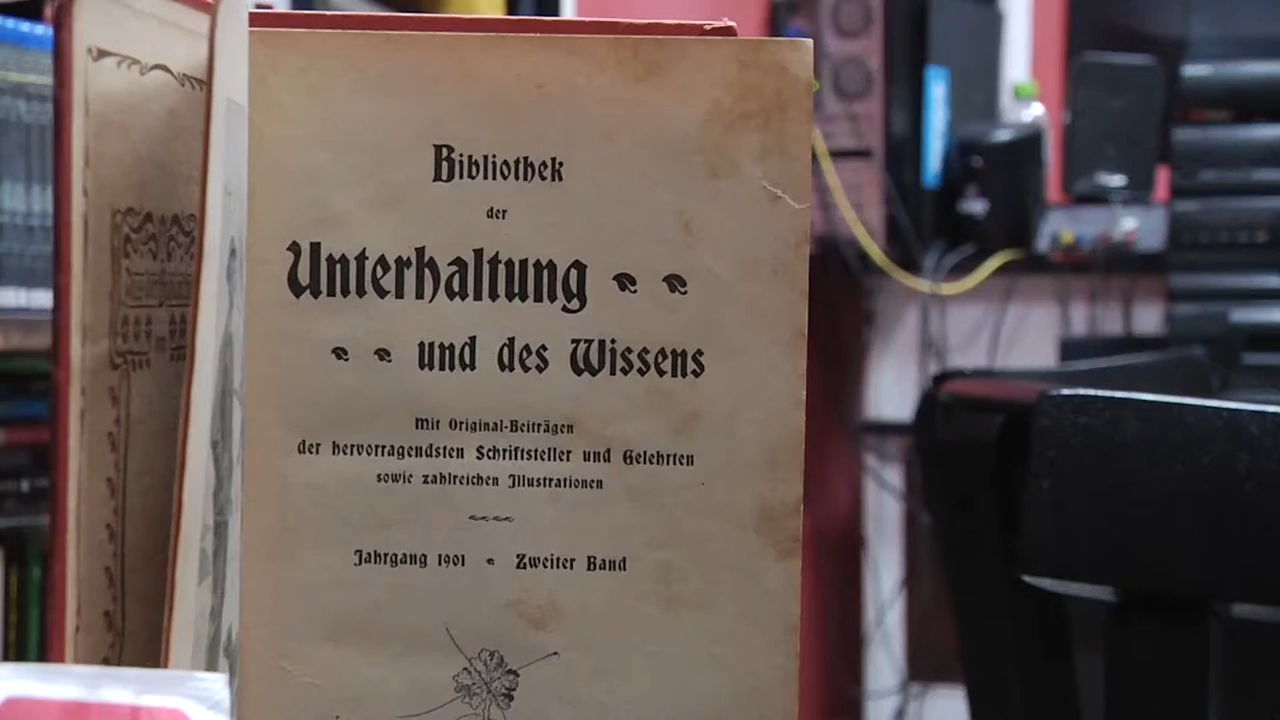 Bibliothek
der
Unterhaltung
und des Wissens
Mit Original-Beiträgen
der hervorragendsten Schriftsteller und Gelehrten
sowie zahlreichen Illustrationen
Jahrgang 1901 Zweiter Band